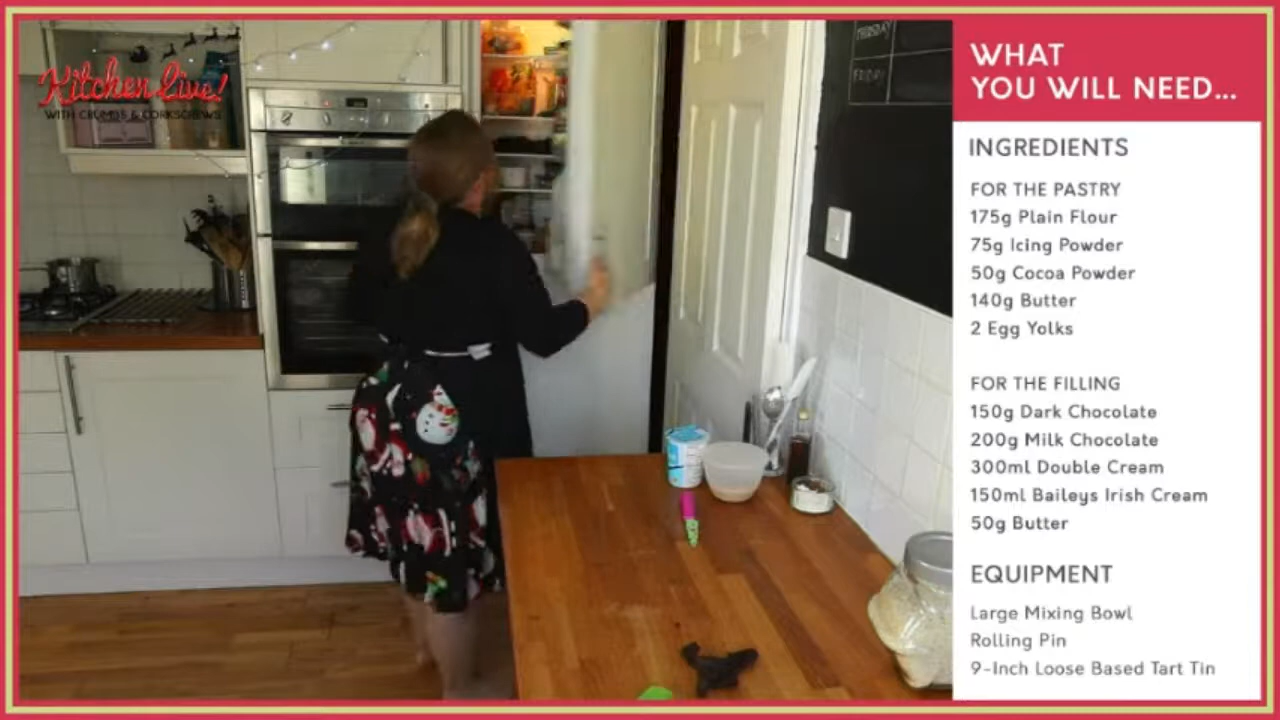 Kitchen Live!
WITH CRUMBS & CORKSCREWS
THURSDAY
FRIDAY
WHAT
YOU WILL NEED...
INGREDIENTS
FOR THE PASTRY
175g Plain Flour
75g Icing Powder
50g Cocoa Powder
140g Butter
2 Egg Yolks
FOR THE FILLING
150g Dark Chocolate
200g Milk Chocolate
300ml Double Cream
150ml Baileys Irish Cream
50g Butter
EQUIPMENT
Large Mixing Bowl
Rolling Pin
9-Inch Loose Based Tart Tin